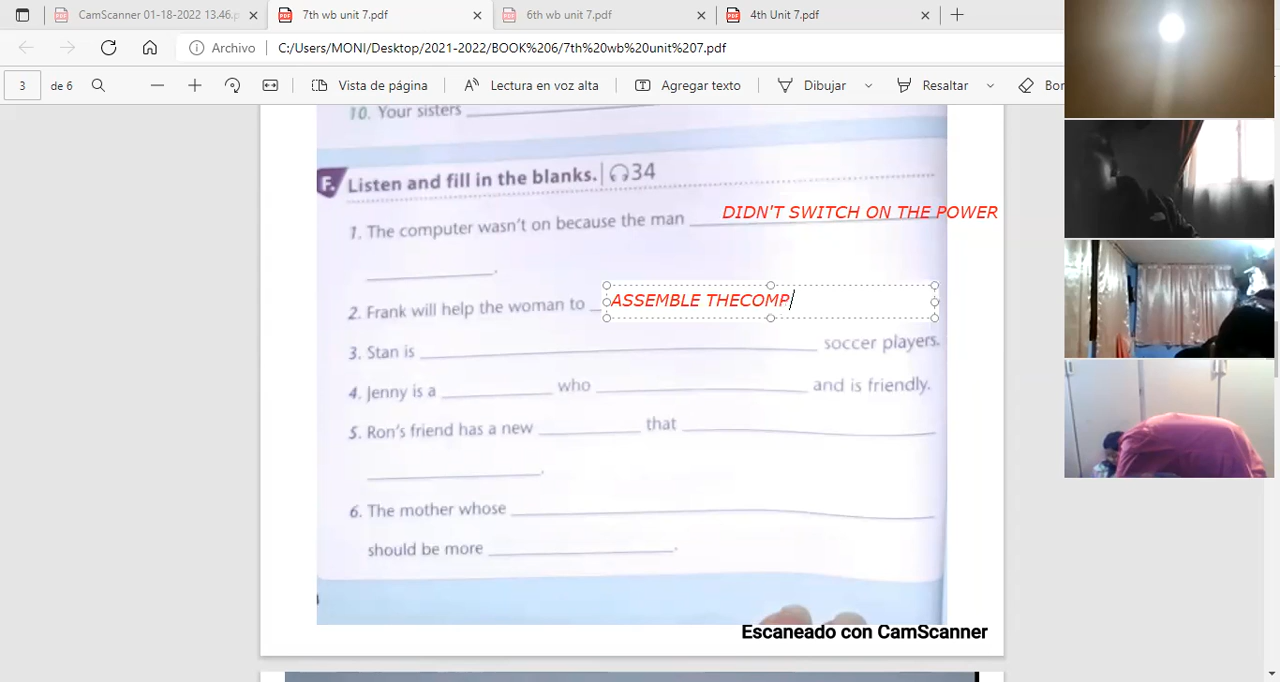 CamScanner 01-18-2022 13.46.p
7th wb unit 7.pdf
6th wb unit 7.pdf
4th Unit 7.pdf
Archivo
C:/Users/MONI/Desktop/2021-2022/BOOK%206/7th%20wb%20unit%207.pdf
3 de 6
Vista de página
Lectura en voz alta
Agregar texto
Dibujar
Resaltar
Bor
10. Your sisters
F. Listen and fill in the blanks. | 34
1. The computer wasn't on because the man DIDN'T SWITCH ON THE POWER
.
2. Frank will help the woman to ASSEMBLE THECOMP
3. Stan is soccer players.
4. Jenny is a who and is friendly.
5. Ron's friend has a new that
.
6. The mother whose
should be more .
Escaneado con CamScanner